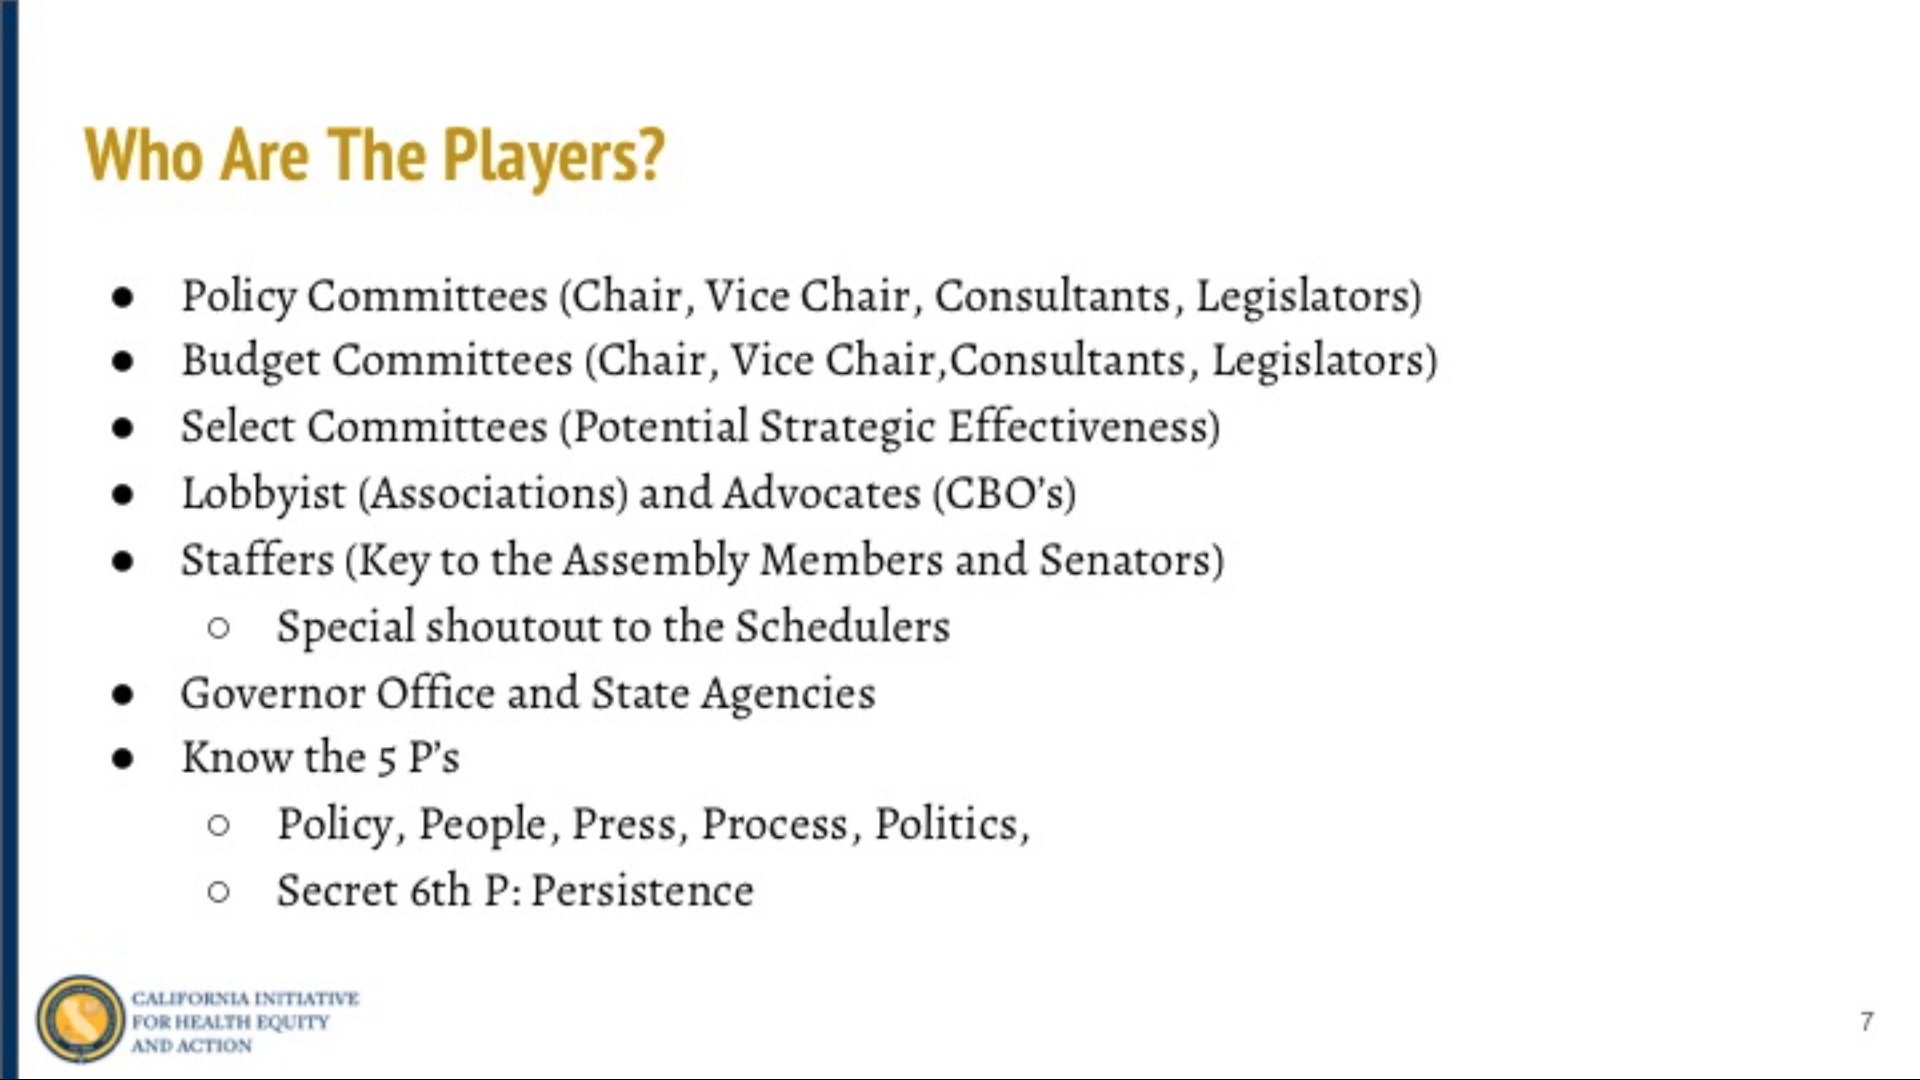 Who Are The Players?
● Policy Committees (Chair, Vice Chair, Consultants, Legislators)
● Budget Committees (Chair, Vice Chair,Consultants, Legislators)
● Select Committees (Potential Strategic Effectiveness)
● Lobbyist (Associations) and Advocates (CBO’s)
● Staffers (Key to the Assembly Members and Senators)
○ Special shoutout to the Schedulers
● Governor Office and State Agencies
● Know the 5 P’s
○ Policy, People, Press, Process, Politics,
○ Secret 6th P: Persistence
CALIFORNIA INITIATIVE
FOR HEALTH EQUITY
AND ACTION
7